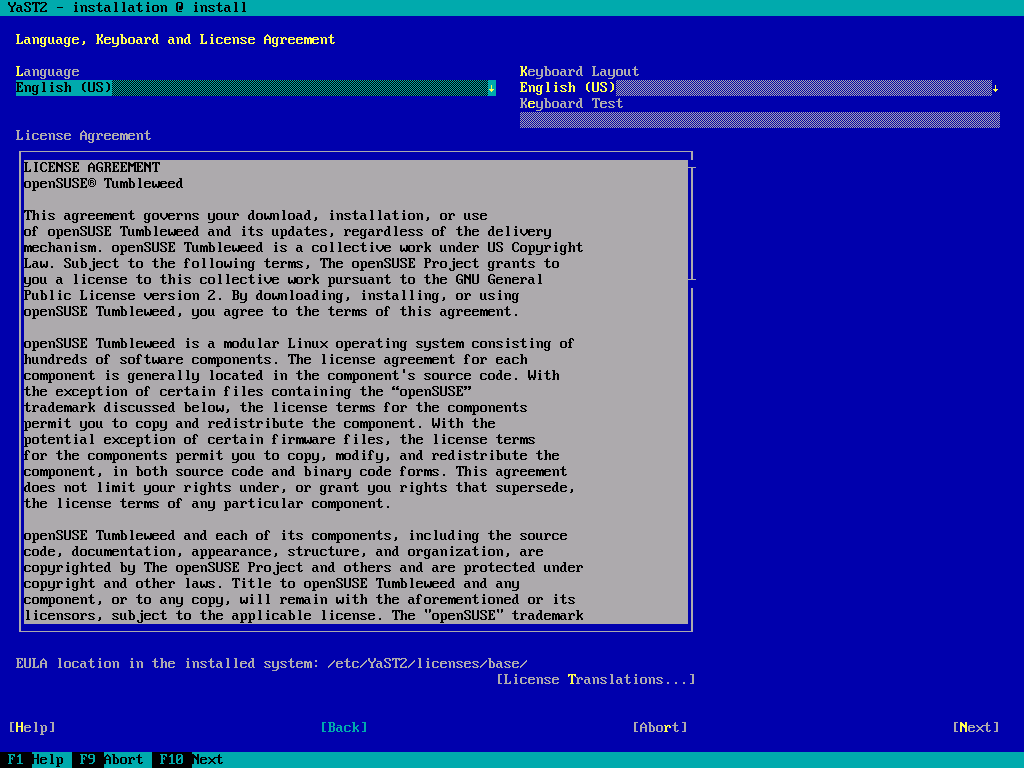 YaST2 - installation @ install
Language, Keyboard and License Agreement
Language
English (US)
Keyboard Layout
English (US)
Keyboard Test
License Agreement
LICENSE AGREEMENT
openSUSE® Tumbleweed
This agreement governs your download, installation, or use
of openSUSE Tumbleweed and its updates, regardless of the delivery
mechanism. openSUSE Tumbleweed is a collective work under US Copyright
Law. Subject to the following terms, The openSUSE Project grants to
you a license to this collective work pursuant to the GNU General
Public License version 2. By downloading, installing, or using
openSUSE Tumbleweed, you agree to the terms of this agreement.
openSUSE Tumbleweed is a modular Linux operating system consisting of
hundreds of software components. The license agreement for each
component is generally located in the component's source code. With
the exception of certain files containing the “openSUSE”
trademark discussed below, the license terms for the components
permit you to copy and redistribute the component. With the
potential exception of certain firmware files, the license terms
for the components permit you to copy, modify, and redistribute the
component, in both source code and binary code forms. This agreement
does not limit your rights under, or grant you rights that supersede,
the license terms of any particular component.
openSUSE Tumbleweed and each of its components, including the source
code, documentation, appearance, structure, and organization, are
copyrighted by The openSUSE Project and others and are protected under
copyright and other laws. Title to openSUSE Tumbleweed and any
component, or to any copy, will remain with the aforementioned or its
licensors, subject to the applicable license. The "openSUSE" trademark
EULA location in the installed system: /etc/YaST2/licenses/base/
[License Translations...]
[Help] [Back] [Abort] [Next]
F1 Help F9 Abort F10 Next